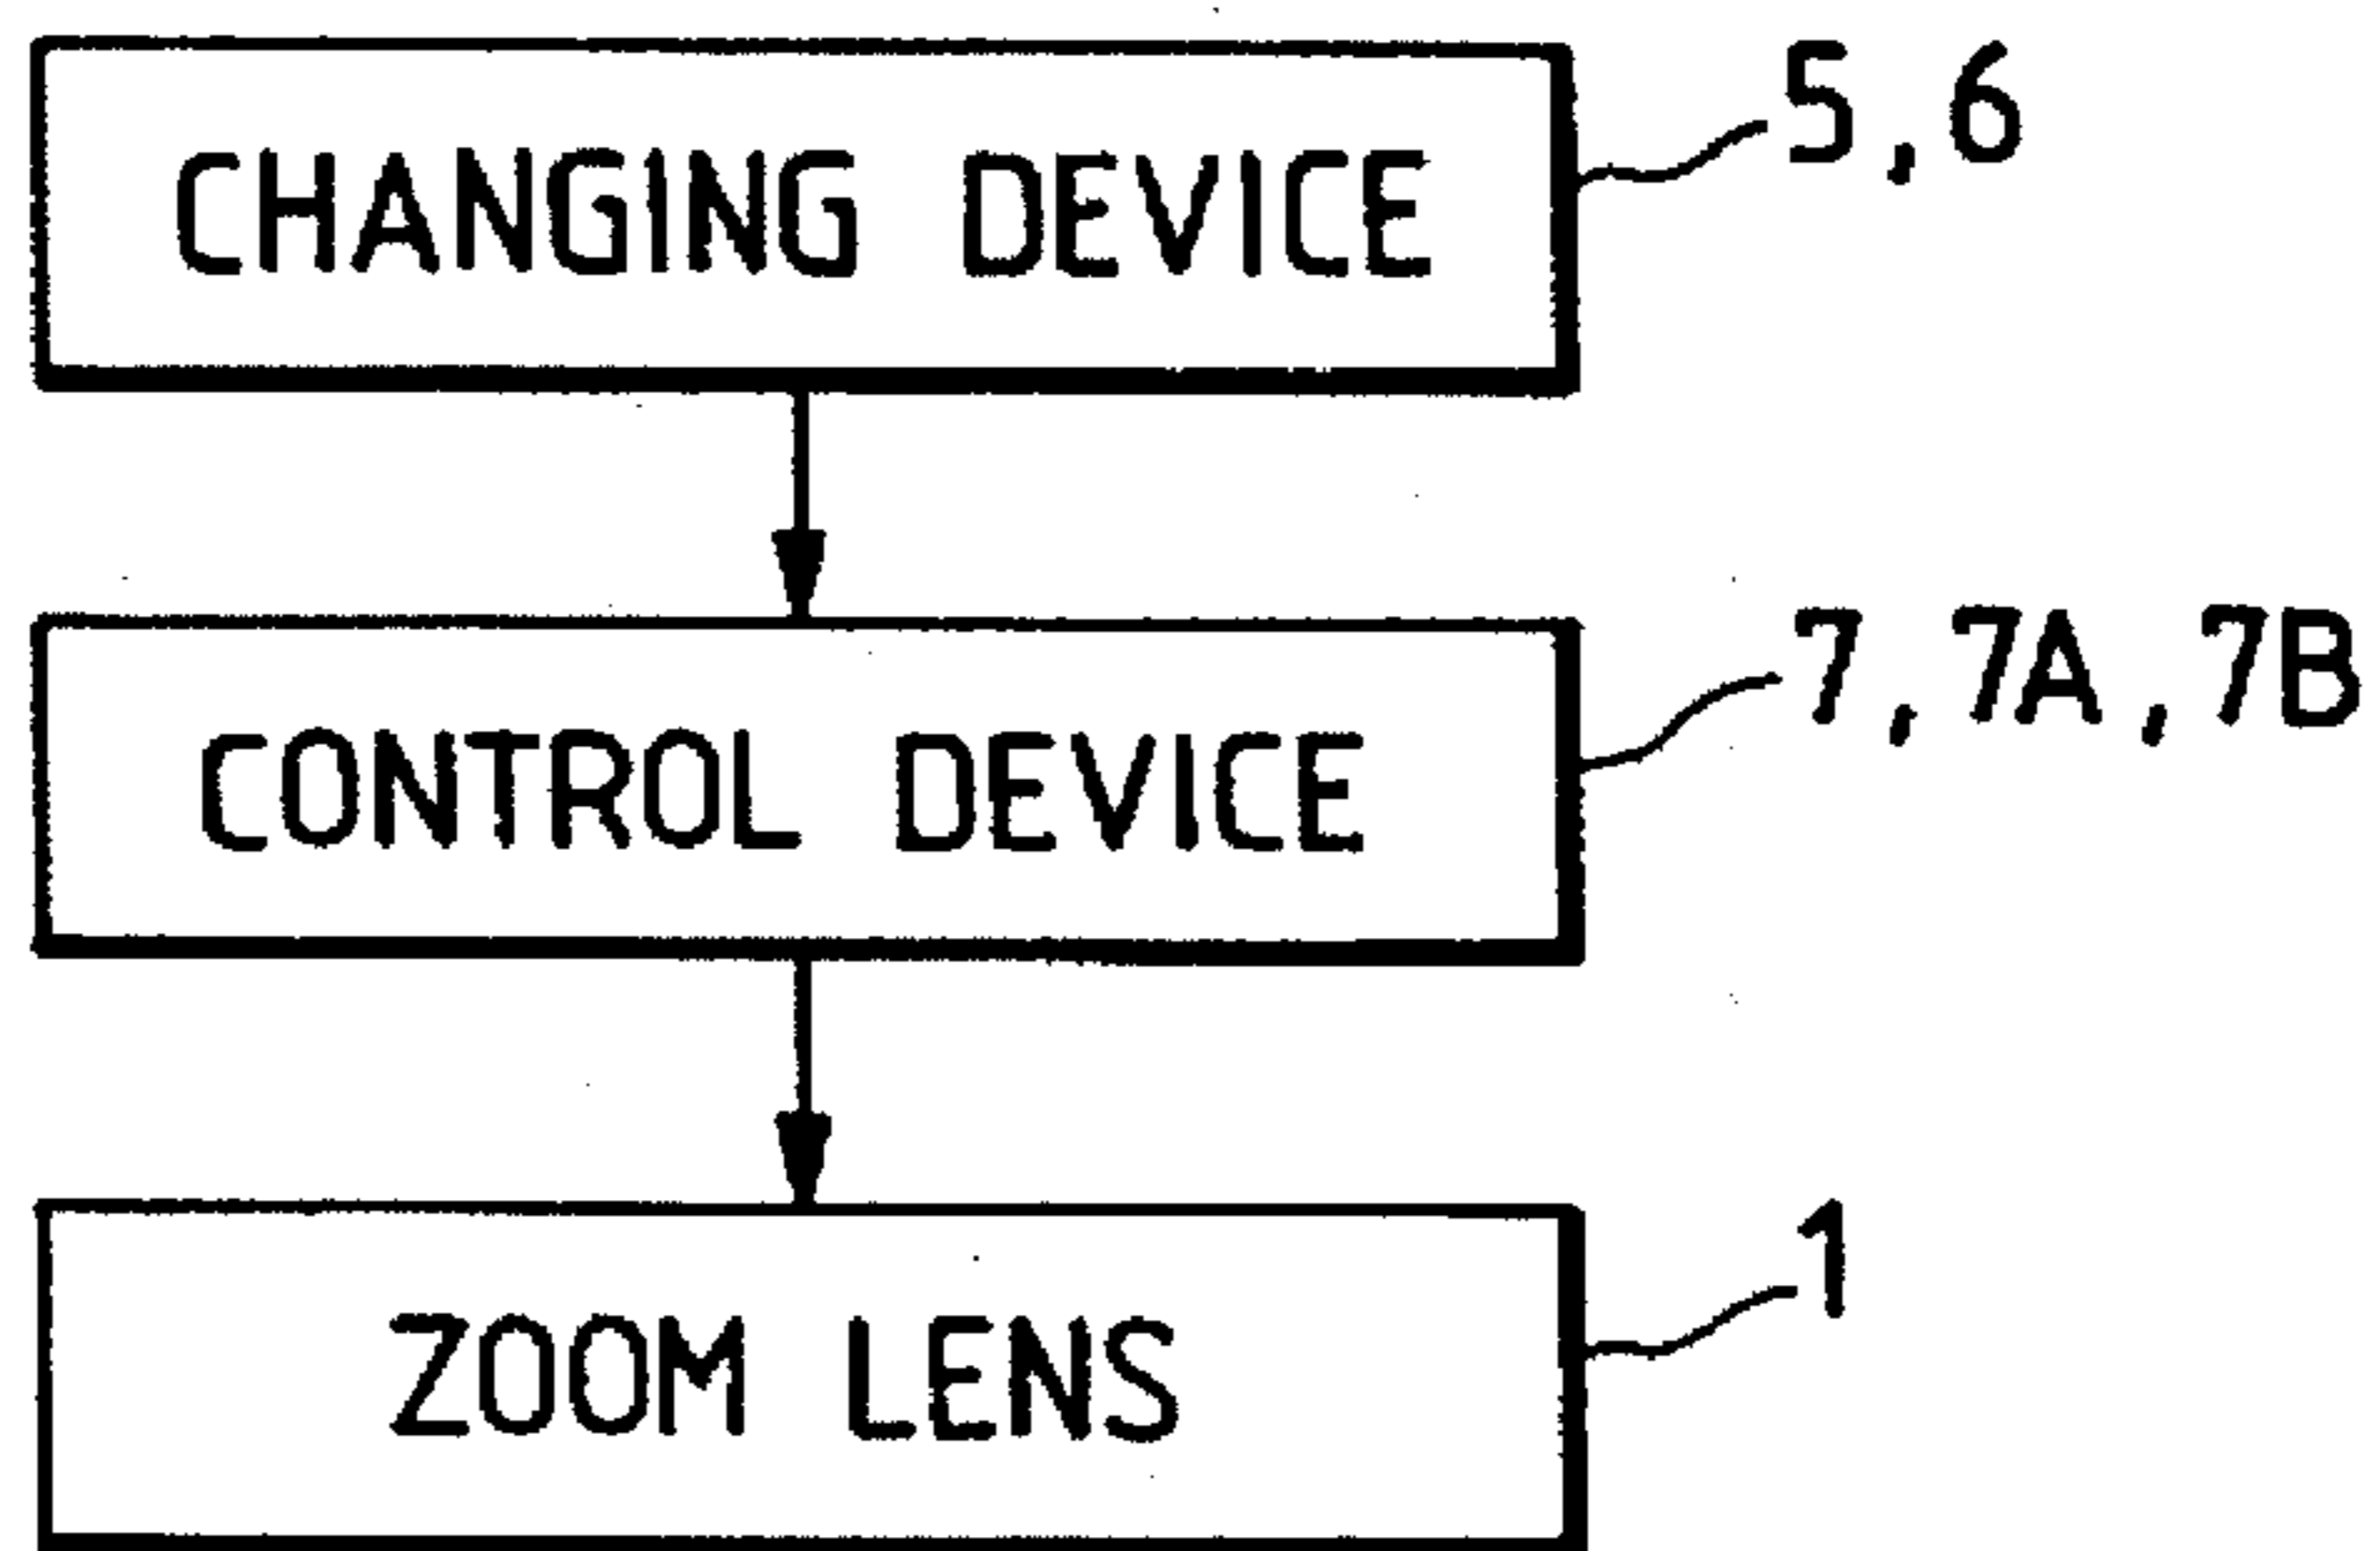 CHANGING DEVICE
5,6
CONTROL DEVICE
7,7A,7B
ZOOM LENS
1